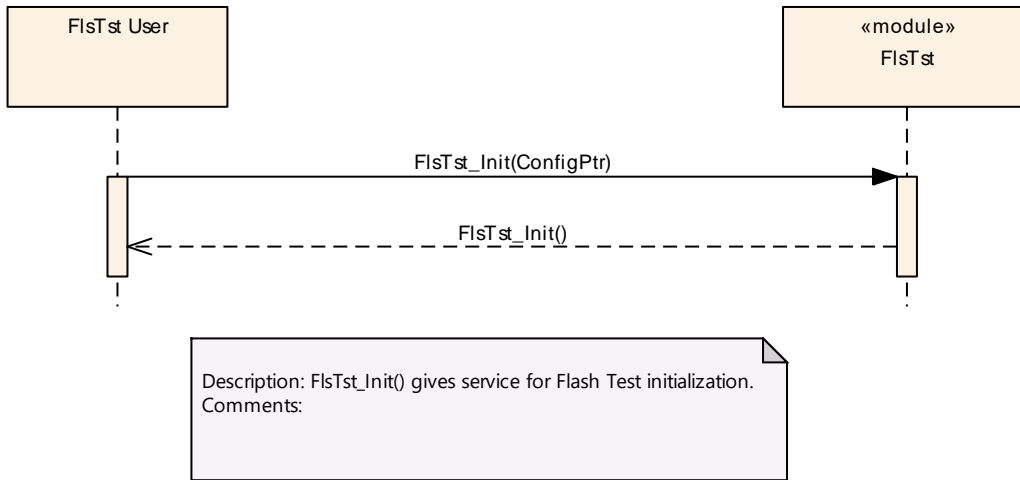 FlsTst User
«module»
FlsTst
FlsTst_Init(ConfigPtr)
FlsTst_Init()
Description: FlsTst_Init() gives service for Flash Test initialization.
Comments: